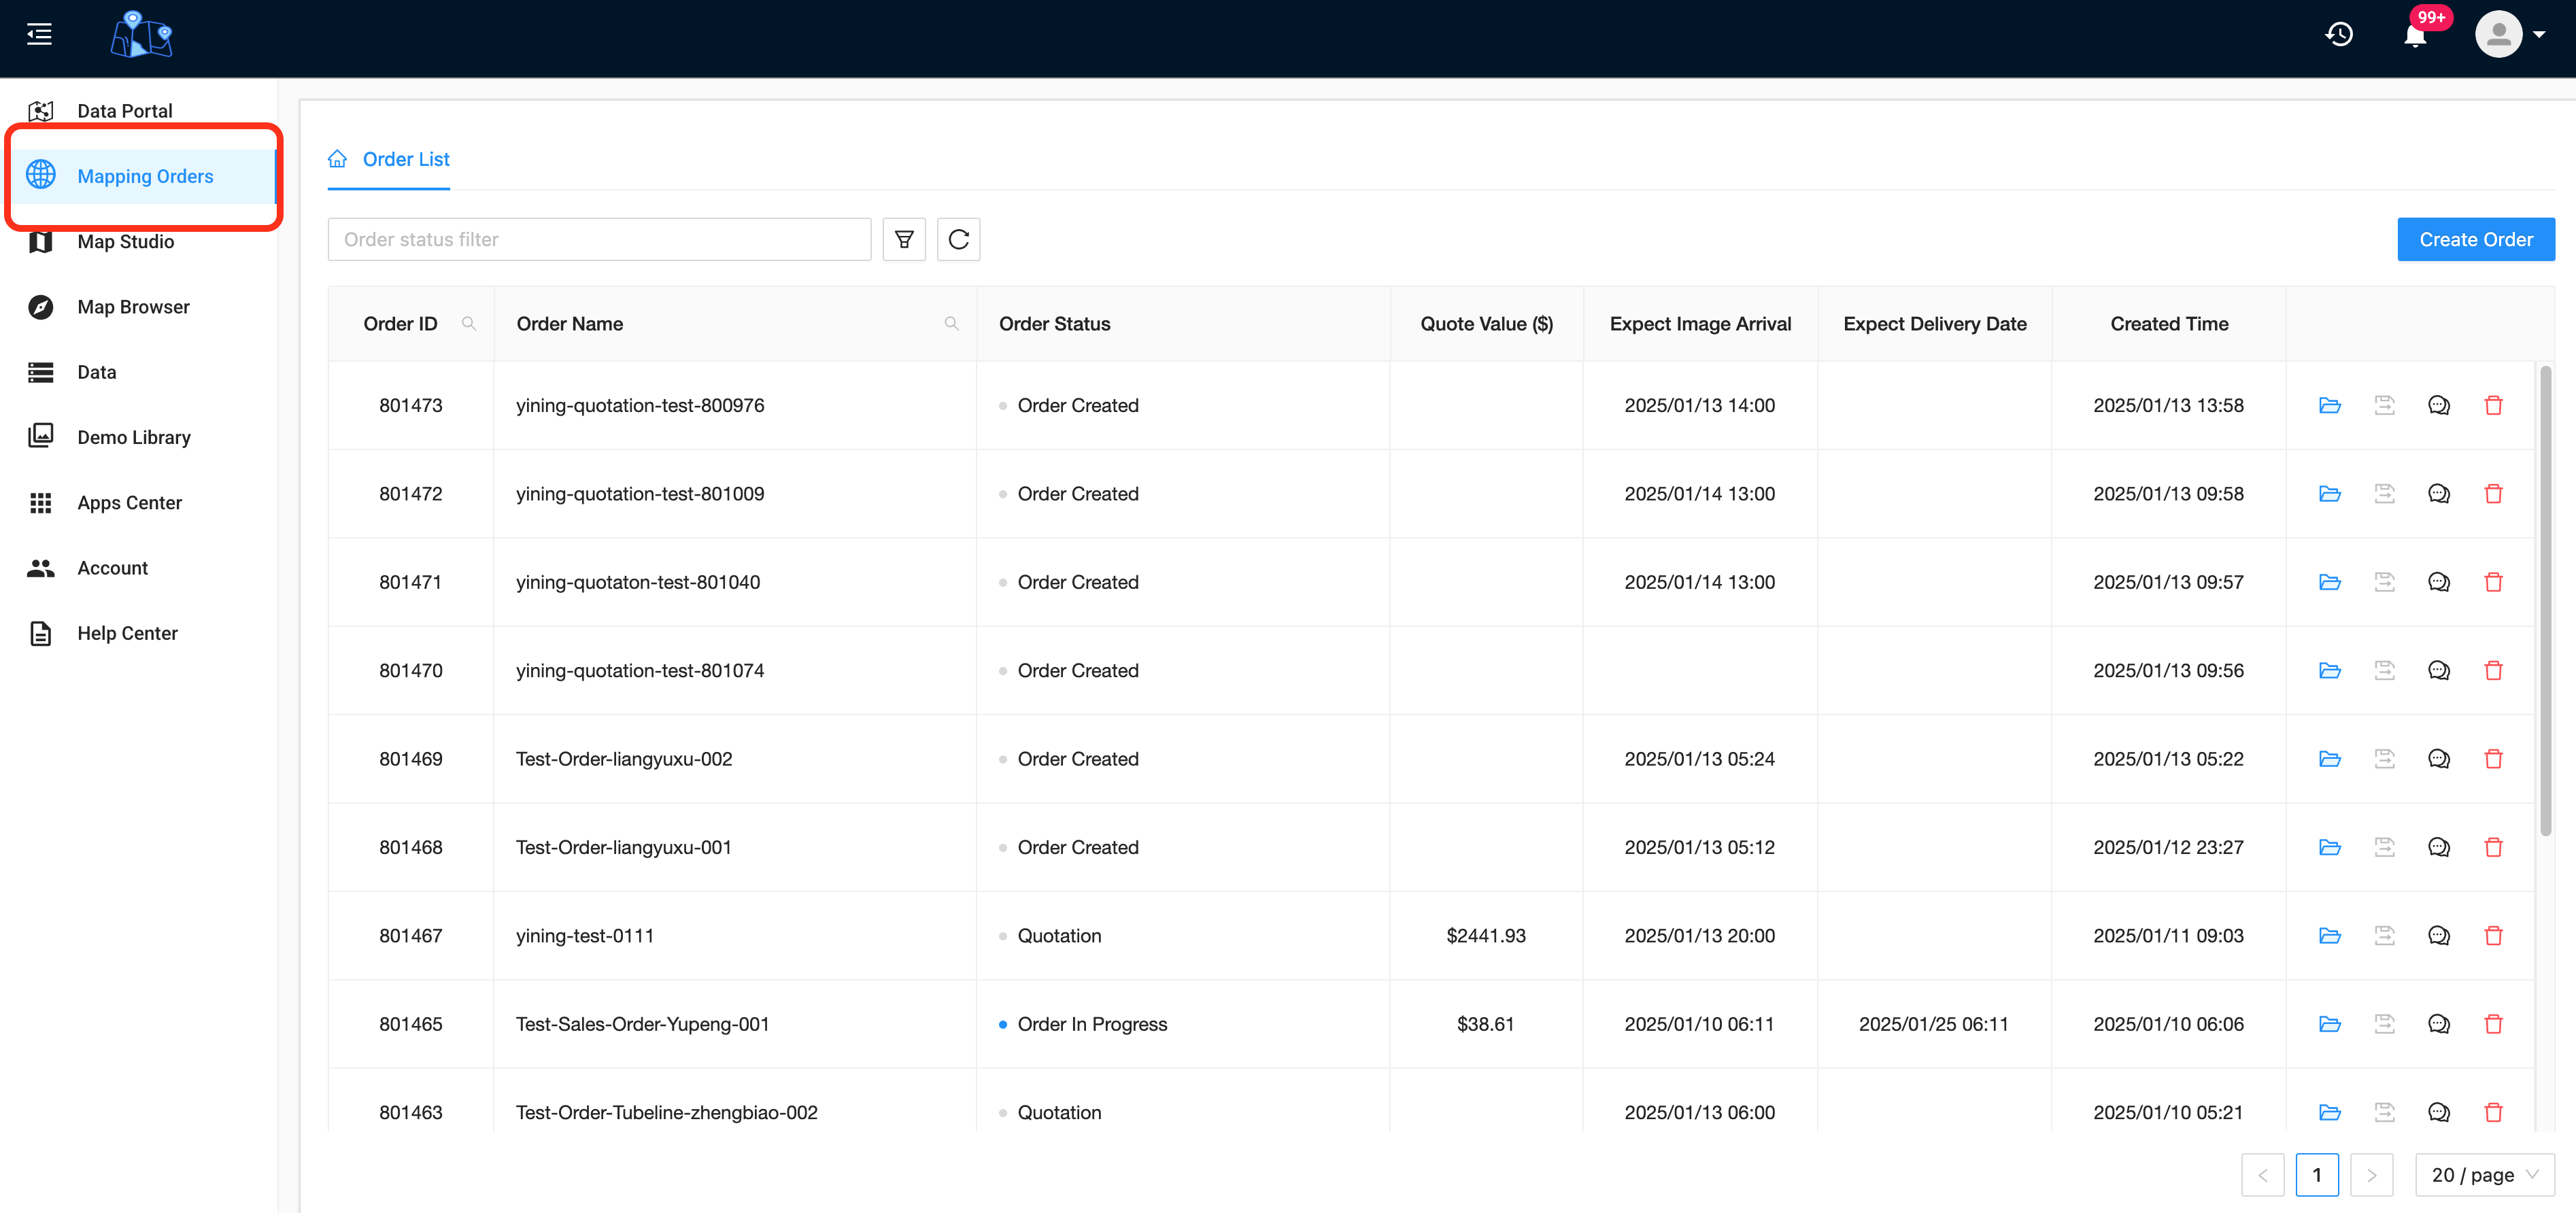 99+
Data Portal
Mapping Orders
Map Studio
Map Browser
Data
Demo Library
Apps Center
Account
Help Center
Order List
Order status filter
Create Order
Order ID Order Name Order Status Quote Value ($) Expect Image Arrival Expect Delivery Date Created Time
801473 yining-quotation-test-800976 Order Created 2025/01/13 14:00 2025/01/13 13:58
801472 yining-quotation-test-801009 Order Created 2025/01/14 13:00 2025/01/13 09:58
801471 yining-quotaton-test-801040 Order Created 2025/01/14 13:00 2025/01/13 09:57
801470 yining-quotation-test-801074 Order Created 2025/01/13 09:56
801469 Test-Order-liangyuxu-002 Order Created 2025/01/13 05:24 2025/01/13 05:22
801468 Test-Order-liangyuxu-001 Order Created 2025/01/13 05:12 2025/01/12 23:27
801467 yining-test-0111 Quotation $2441.93 2025/01/13 20:00 2025/01/11 09:03
801465 Test-Sales-Order-Yupeng-001 Order In Progress $38.61 2025/01/10 06:11 2025/01/25 06:11 2025/01/10 06:06
801463 Test-Order-Tubeline-zhengbiao-002 Quotation 2025/01/13 06:00 2025/01/10 05:21
1 20 / page